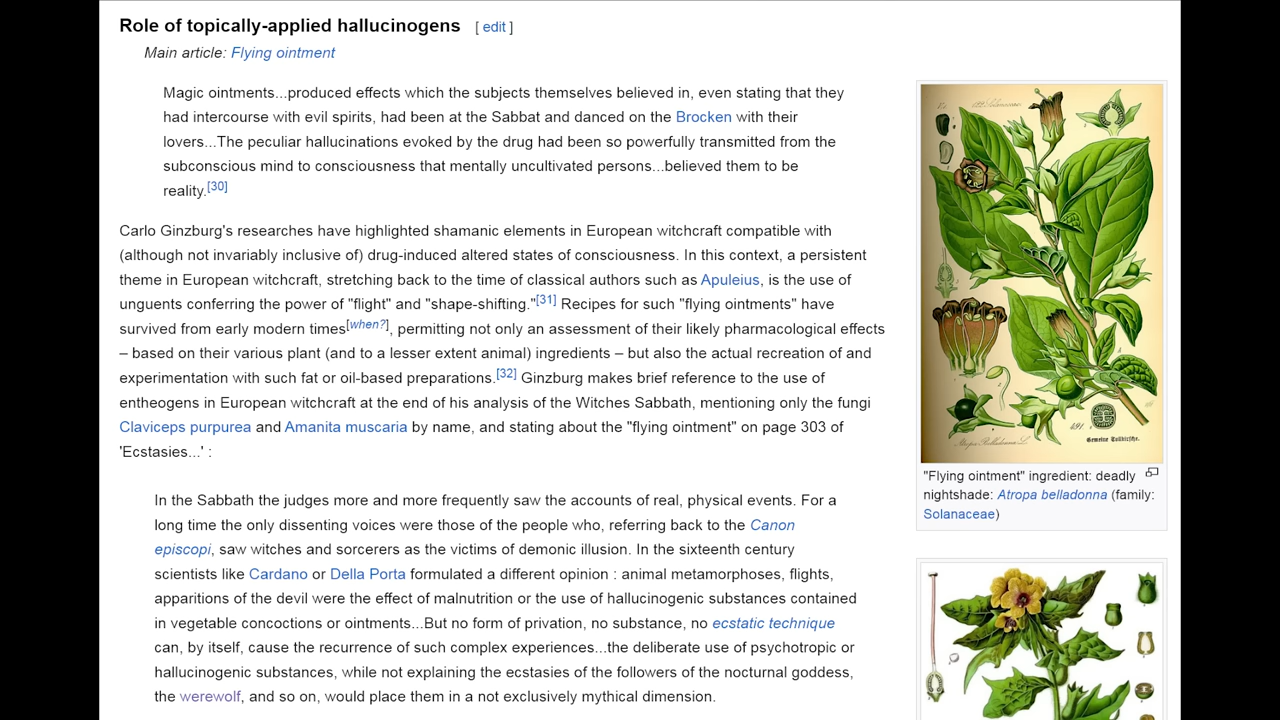 Role of topically-applied hallucinogens [ edit ]
Main article: Flying ointment
Magic ointments...produced effects which the subjects themselves believed in, even stating that they
had intercourse with evil spirits, had been at the Sabbat and danced on the Brocken with their
lovers...The peculiar hallucinations evoked by the drug had been so powerfully transmitted from the
subconscious mind to consciousness that mentally uncultivated persons...believed them to be
reality.[30]
Carlo Ginzburg's researches have highlighted shamanic elements in European witchcraft compatible with
(although not invariably inclusive of) drug-induced altered states of consciousness. In this context, a persistent
theme in European witchcraft, stretching back to the time of classical authors such as Apuleius, is the use of
unguents conferring the power of "flight" and "shape-shifting."[31] Recipes for such "flying ointments" have
survived from early modern times[when?], permitting not only an assessment of their likely pharmacological effects
– based on their various plant (and to a lesser extent animal) ingredients – but also the actual recreation of and
experimentation with such fat or oil-based preparations.[32] Ginzburg makes brief reference to the use of
entheogens in European witchcraft at the end of his analysis of the Witches Sabbath, mentioning only the fungi
Claviceps purpurea and Amanita muscaria by name, and stating about the "flying ointment" on page 303 of
'Ecstasies...' :
In the Sabbath the judges more and more frequently saw the accounts of real, physical events. For a
long time the only dissenting voices were those of the people who, referring back to the Canon
episcopi, saw witches and sorcerers as the victims of demonic illusion. In the sixteenth century
scientists like Cardano or Della Porta formulated a different opinion : animal metamorphoses, flights,
apparitions of the devil were the effect of malnutrition or the use of hallucinogenic substances contained
in vegetable concoctions or ointments...But no form of privation, no substance, no ecstatic technique
can, by itself, cause the recurrence of such complex experiences...the deliberate use of psychotropic or
hallucinogenic substances, while not explaining the ecstasies of the followers of the nocturnal goddess,
the werewolf, and so on, would place them in a not exclusively mythical dimension.
Atropa Belladonna L.
491.
Gemeine Tollkirsche.
"Flying ointment" ingredient: deadly
nightshade: Atropa belladonna (family:
Solanaceae)